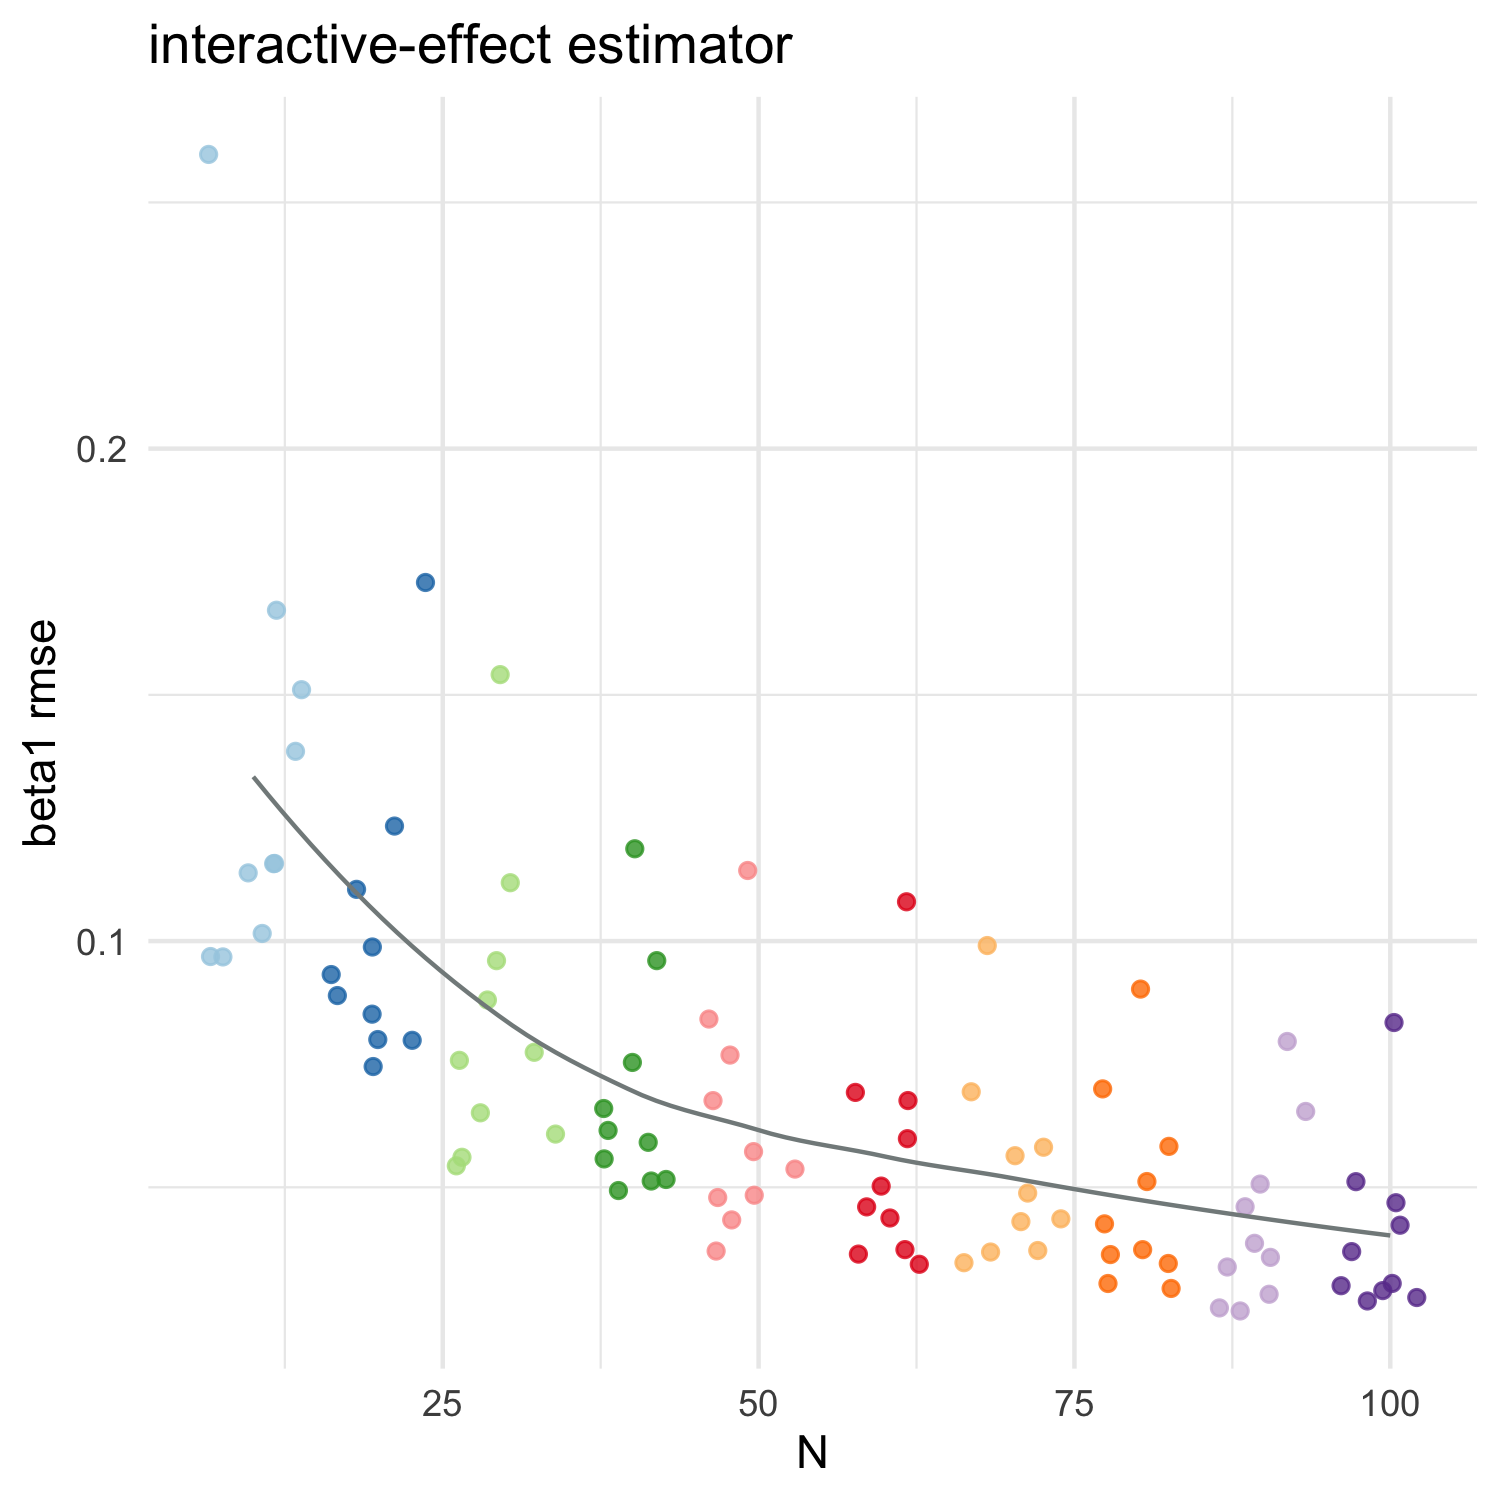 interactive-effect estimator
beta1 rmse
0.2
0.1
25 50 75 100
N